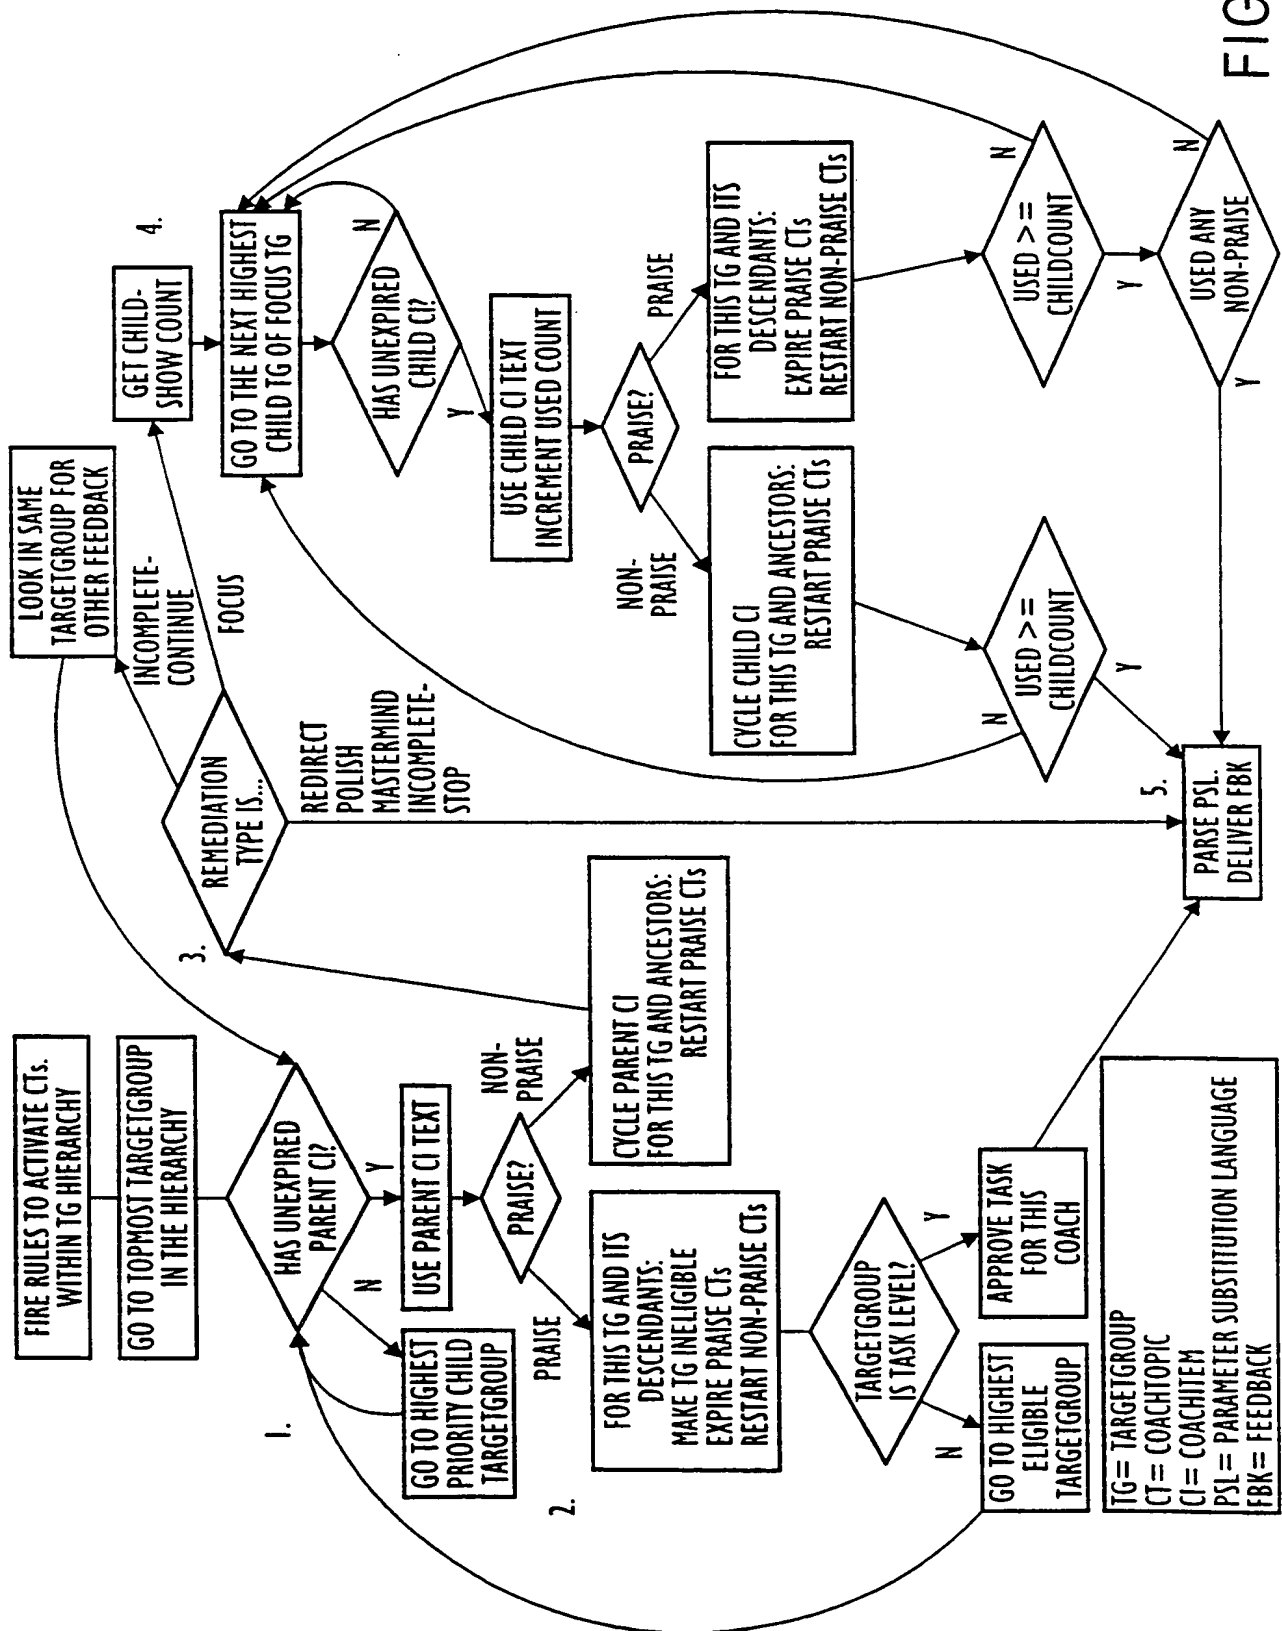 FIRE RULES TO ACTIVATE CTs.
WITHIN TG HIERARCHY
GO TO TOPMOST TARGETGROUP
IN THE HIERARCHY
1.
HAS UNEXPIRED
PARENT CI?
N
Y
GO TO HIGHEST
PRIORITY CHILD
TARGETGROUP
USE PARENT CI TEXT
2.
PRAISE?
PRAISE
NON-
PRAISE
FOR THIS TG AND ITS
DESCENDANTS:
MAKE TG INELIGIBLE
EXPIRE PRAISE CTs
RESTART NON-PRAISE CTs
CYCLE PARENT CI
FOR THIS TG AND ANCESTORS:
RESTART PRAISE CTs
TARGETGROUP
IS TASK LEVEL?
N
Y
GO TO HIGHEST
ELIGIBLE
TARGETGROUP
APPROVE TASK
FOR THIS
COACH
TG= TARGETGROUP
CT= COACHTOPIC
CI= COACHITEM
PSL= PARAMETER SUBSTITUTION LANGUAGE
FBK= FEEDBACK
3.
REMEDIATION
TYPE IS...
LOOK IN SAME
TARGETGROUP FOR
OTHER FEEDBACK
INCOMPLETE-
CONTINUE
FOCUS
REDIRECT
POLISH
MASTERMIND
INCOMPLETE-
STOP
4.
GET CHILD-
SHOW COUNT
GO TO THE NEXT HIGHEST
CHILD TG OF FOCUS TG
HAS UNEXPIRED
CHILD CI?
N
Y
USE CHILD CI TEXT
INCREMENT USED COUNT
PRAISE?
NON-
PRAISE
PRAISE
CYCLE CHILD CI
FOR THIS TG AND ANCESTORS:
RESTART PRAISE CTs
FOR THIS TG AND ITS
DESCENDANTS:
EXPIRE PRAISE CTs
RESTART NON-PRAISE CTs
USED >=
CHILDCOUNT
N
Y
USED >=
CHILDCOUNT
N
Y
USED ANY
NON-PRAISE
N
Y
5.
PARSE PSL.
DELIVER FBK
FIG